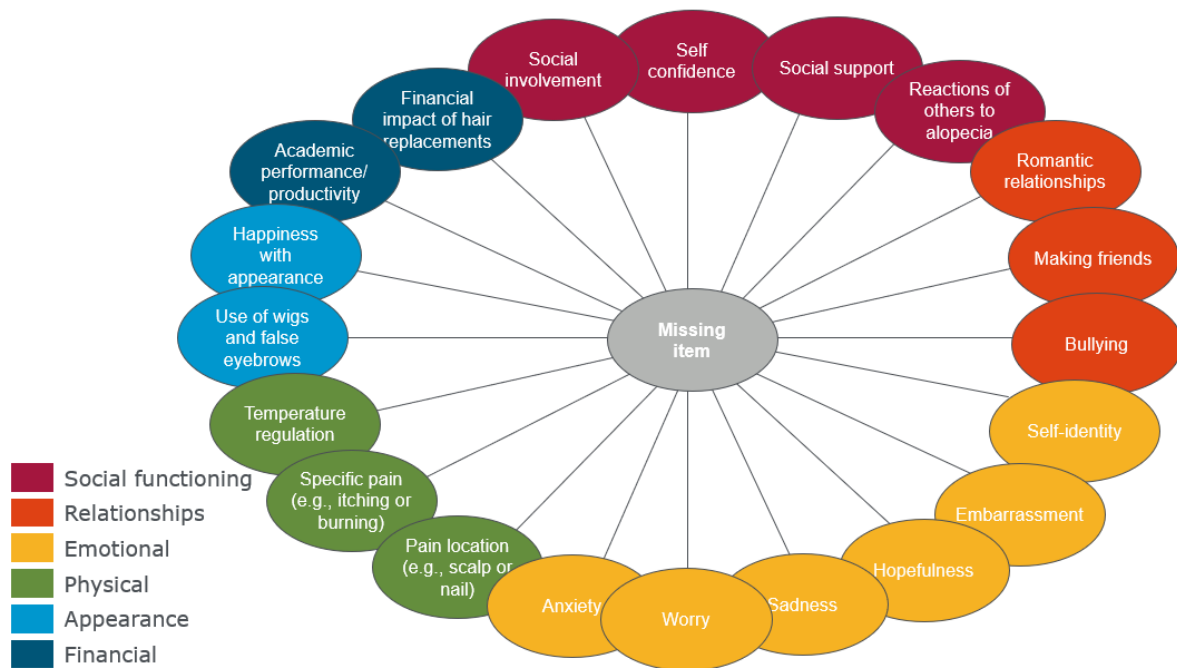 Social
involvement
Self
confidence
Social support
Reactions of
others to
alopecia
Financial
impact of hair
replacements
Academic
performance/
productivity
Romantic
relationships
Happiness
with
appearance
Making friends
Use of wigs
and false
eyebrows
Missing
item
Bullying
Temperature
regulation
Self-identity
Specific pain
(e.g., itching or
burning)
Embarrassment
Pain location
(e.g., scalp or
nail)
Hopefulness
Anxiety
Worry
Sadness
Social functioning
Relationships
Emotional
Physical
Appearance
Financial